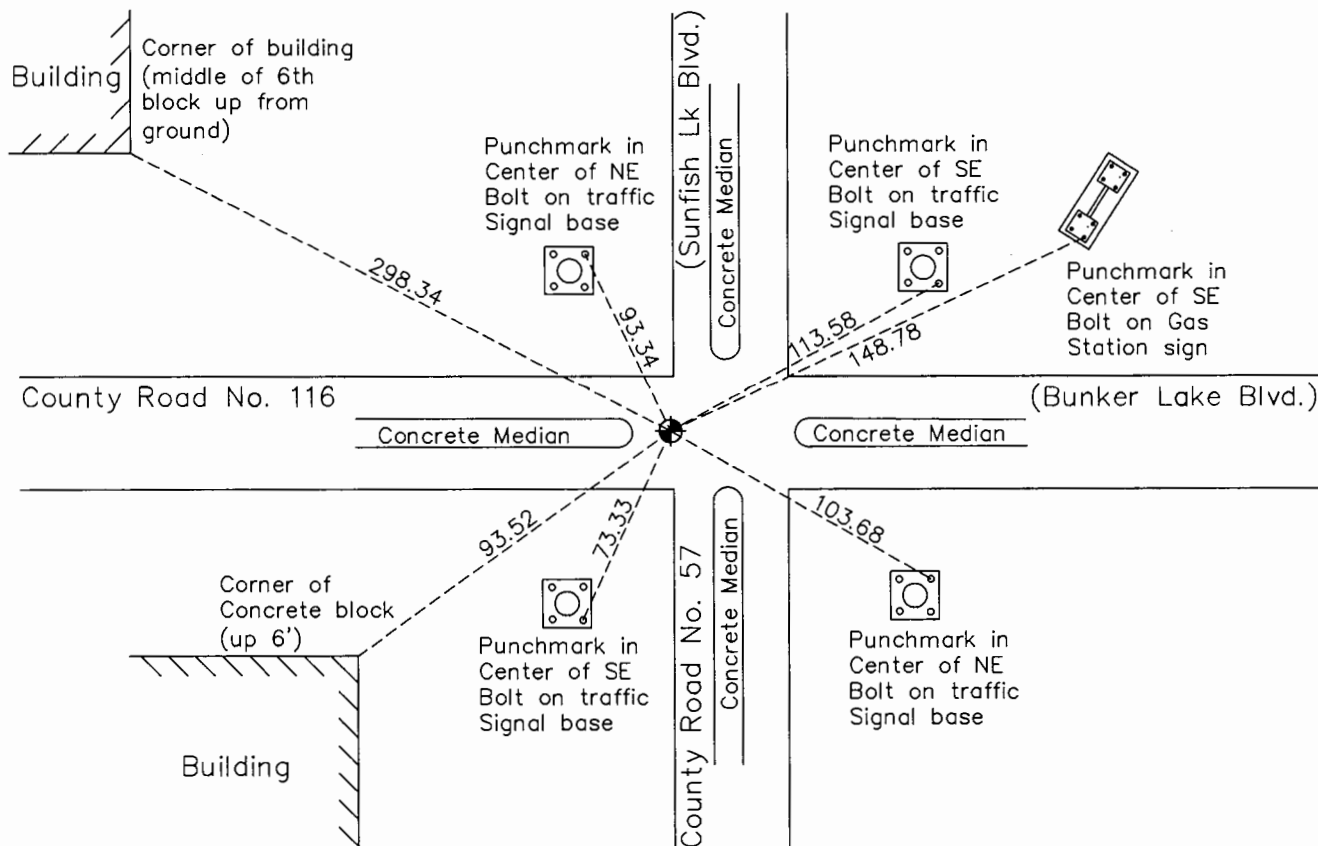 Building
Corner of building
(middle of 6th
block up from
ground)
Punchmark in
Center of NE
Bolt on traffic
Signal base
(Sunfish Lk Blvd.)
Concrete Median
Punchmark in
Center of SE
Bolt on traffic
Signal base
Punchmark in
Center of SE
Bolt on Gas
Station sign
298.34
93.34
113.58
148.78
County Road No. 116
(Bunker Lake Blvd.)
Concrete Median
Concrete Median
93.52
73.33
103.68
Corner of
Concrete block
(up 6')
Building
Punchmark in
Center of SE
Bolt on traffic
Signal base
County Road No. 57
Concrete Median
Punchmark in
Center of NE
Bolt on traffic
Signal base